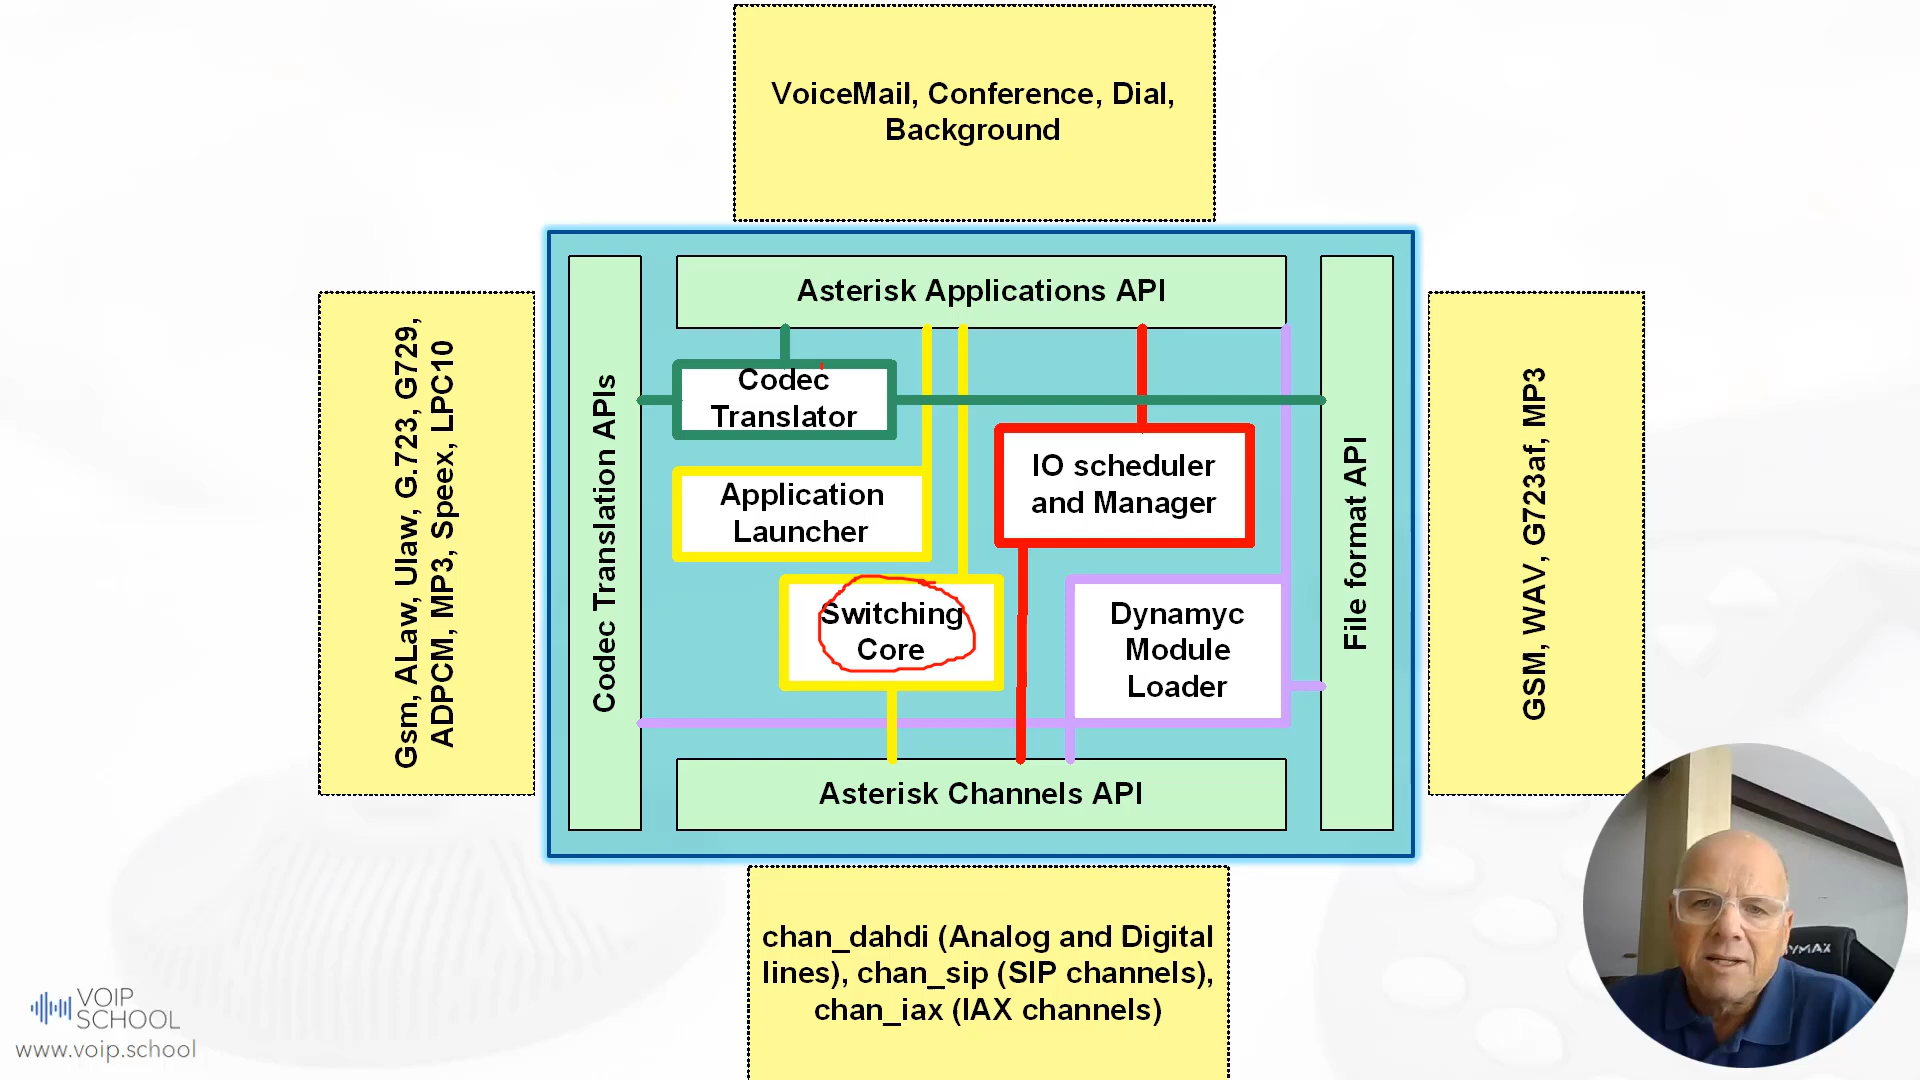 VoiceMail, Conference, Dial,
Background
Asterisk Applications API
Codec Translation APIs
Gsm, ALaw, Ulaw, G.723, G729,
ADPCM, MP3, Speex, LPC10
Codec
Translator
Application
Launcher
IO scheduler
and Manager
Switching
Core
Dynamyc
Module
Loader
File format API
GSM, WAV, G723af, MP3
Asterisk Channels API
chan_dahdi (Analog and Digital
lines), chan_sip (SIP channels),
chan_iax (IAX channels)
VOIP
SCHOOL
www.voip.school